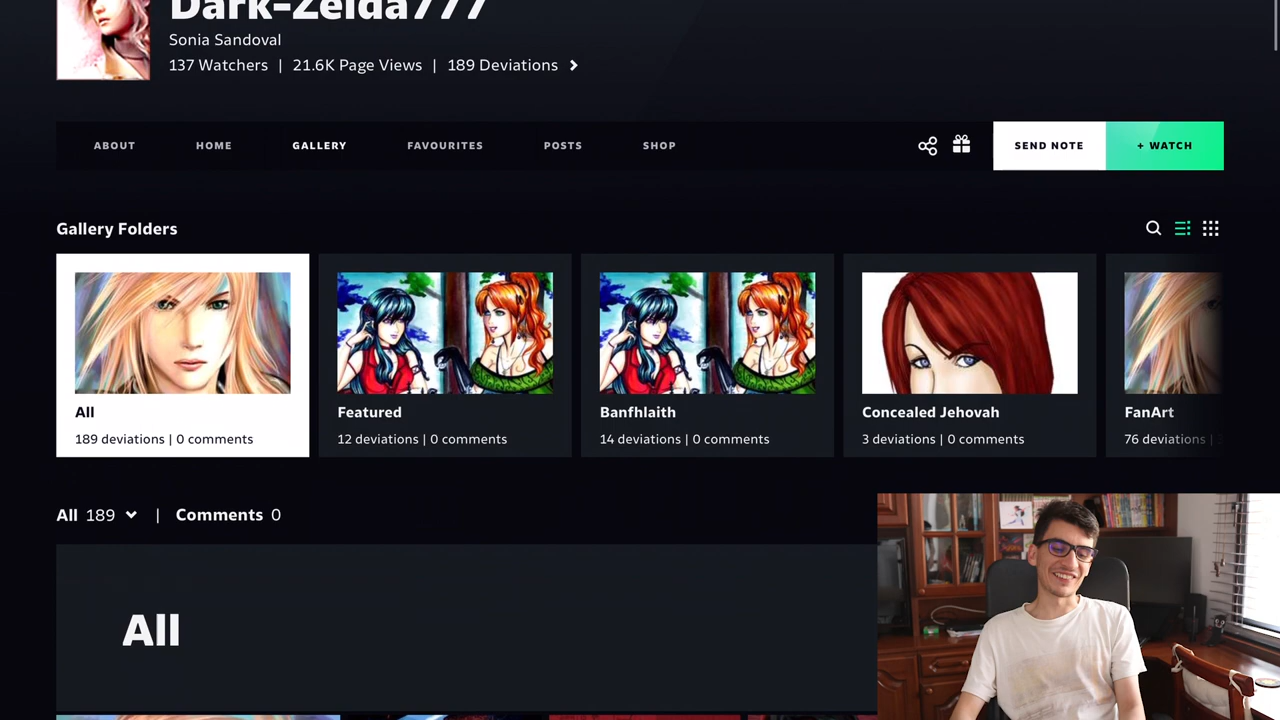 Dark-Zelda777
Sonia Sandoval
137 Watchers | 21.6K Page Views | 189 Deviations
ABOUT HOME GALLERY FAVOURITES POSTS SHOP SEND NOTE + WATCH
Gallery Folders
All Featured Banfhlaith Concealed Jehovah FanArt
189 deviations | 0 comments 12 deviations | 0 comments 14 deviations | 0 comments 3 deviations | 0 comments 76 deviations |
All 189 | Comments 0
All